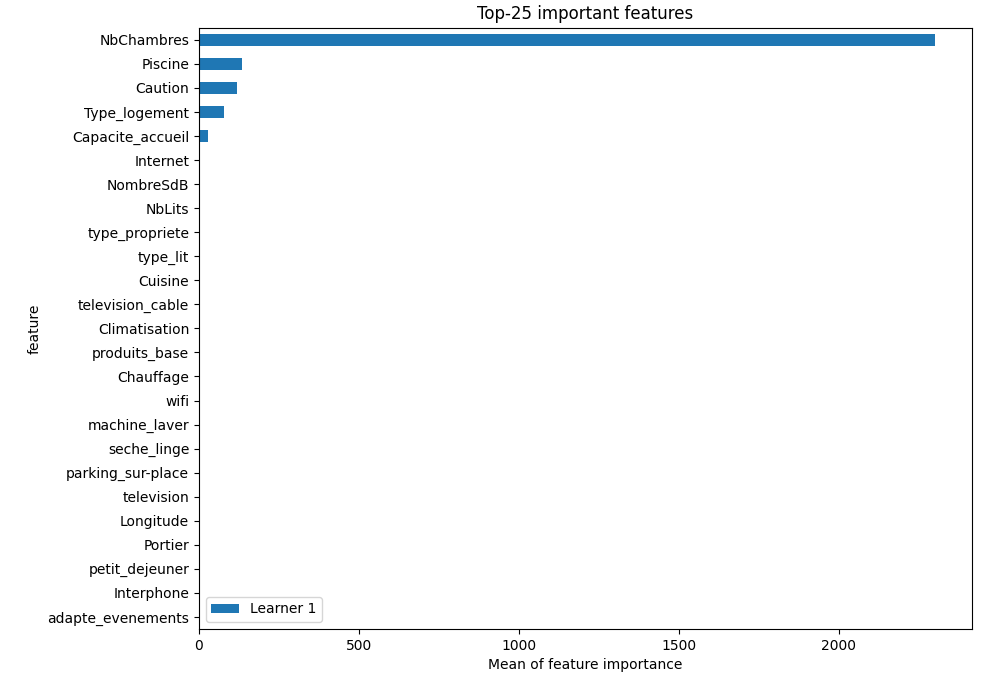 Top-25 important features
NbChambres
Piscine
Caution
Type_logement
Capacite_accueil
Internet
NombreSdB
NbLits
type_propriete
type_lit
Cuisine
television_cable
Climatisation
produits_base
Chauffage
wifi
machine_laver
seche_linge
parking_sur-place
television
Longitude
Portier
petit_dejeuner
Interphone
adapte_evenements
feature
Learner 1
0 500 1000 1500 2000
Mean of feature importance